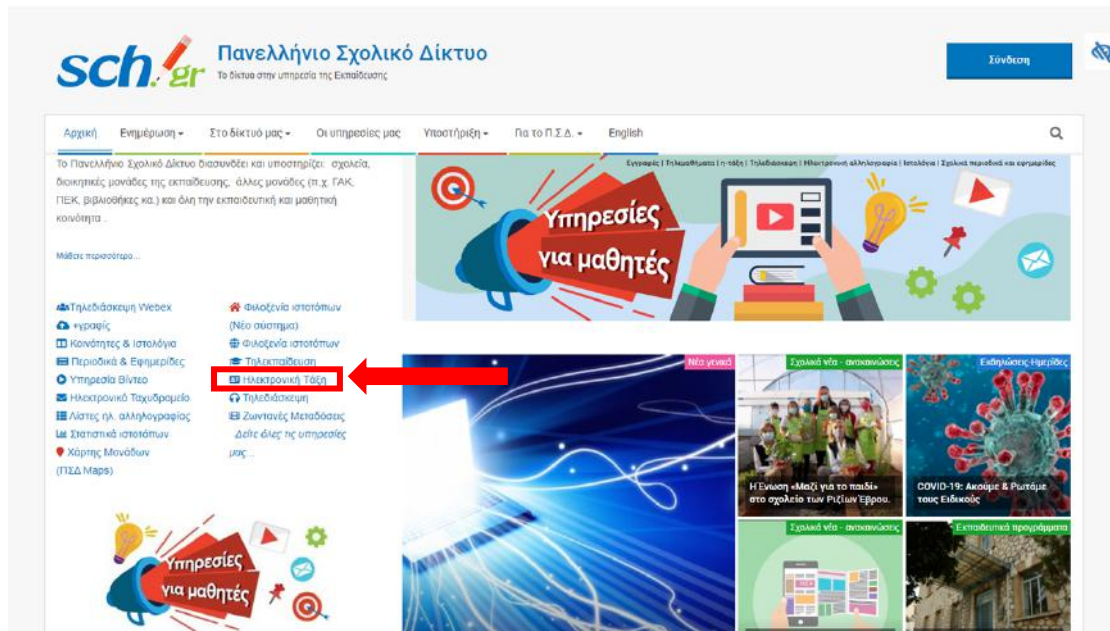 sch.gr
Πανελλήνιο Σχολικό Δίκτυο
Το δίκτυο στην υπηρεσία της Εκπαίδευσης
Σύνδεση
Αρχική Ενημέρωση Στο δίκτυό μας Οι υπηρεσίες μας Υποστήριξη Για το Π.Σ.Δ. English
Το Πανελλήνιο Σχολικό Δίκτυο διασυνδέει και υποστηρίζει: σχολεία,
διοικητικές μονάδες της εκπαίδευσης, άλλες μονάδες (π.χ. ΓΑΚ,
ΠΕΚ, βιβλιοθήκες κα.) και όλη την εκπαιδευτική και μαθητική
κοινότητα ..
Μάθετε περισσότερα...
Εγγραφές | Τηλεμαθήματα | η-τάξη | Τηλεδιάσκεψη | Ηλεκτρονική αλληλογραφία | Ιστολόγια | Σχολικά περιοδικά και εφημερίδες
Υπηρεσίες
για μαθητές
Τηλεδιάσκεψη Webex
+γραφίς
Κοινότητες & Ιστολόγια
Περιοδικά & Εφημερίδες
Υπηρεσία Βίντεο
Ηλεκτρονικό Ταχυδρομείο
Λίστες ηλ. αλληλογραφίας
Στατιστικά ιστοτόπων
Χάρτης Μονάδων
(ΠΣΔ Maps)
Φιλοξενία ιστοτόπων
(Νέο σύστημα)
Φιλοξενία ιστοτόπων
Τηλεκπαίδευση
Ηλεκτρονική Τάξη
Τηλεδιάσκεψη
Ζωντανές Μεταδόσεις
Δείτε όλες τις υπηρεσίες
μας...
Υπηρεσίες
για μαθητές
Νέα γενικά
Σχολικά νέα - ανακοινώσεις
Η Ένωση «Μαζί για το παιδί»
στο σχολείο των Ριζίων Έβρου.
Εκδηλώσεις-Ημερίδες
COVID-19: Ακούμε & Ρωτάμε
τους Ειδικούς
Σχολικά νέα - ανακοινώσεις
Εκπαιδευτικά προγράμματα